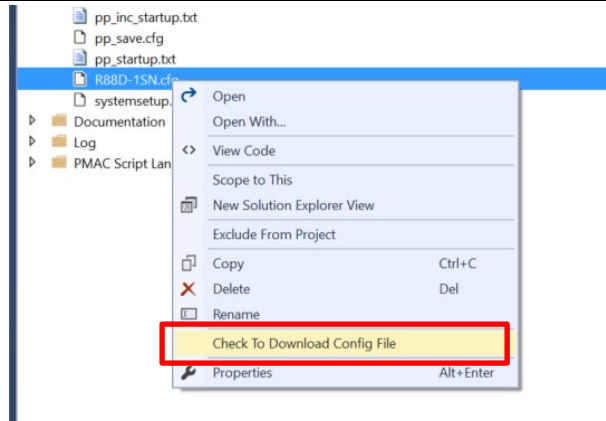 pp_inc_startup.txt
pp_save.cfg
pp_startup.txt
R88D-1SN.cfg
systemsetup.
Documentation
Log
PMAC Script Lan
Open
Open With...
View Code
Scope to This
New Solution Explorer View
Exclude From Project
Copy Ctrl+C
Delete Del
Rename
Check To Download Config File
Properties Alt+Enter